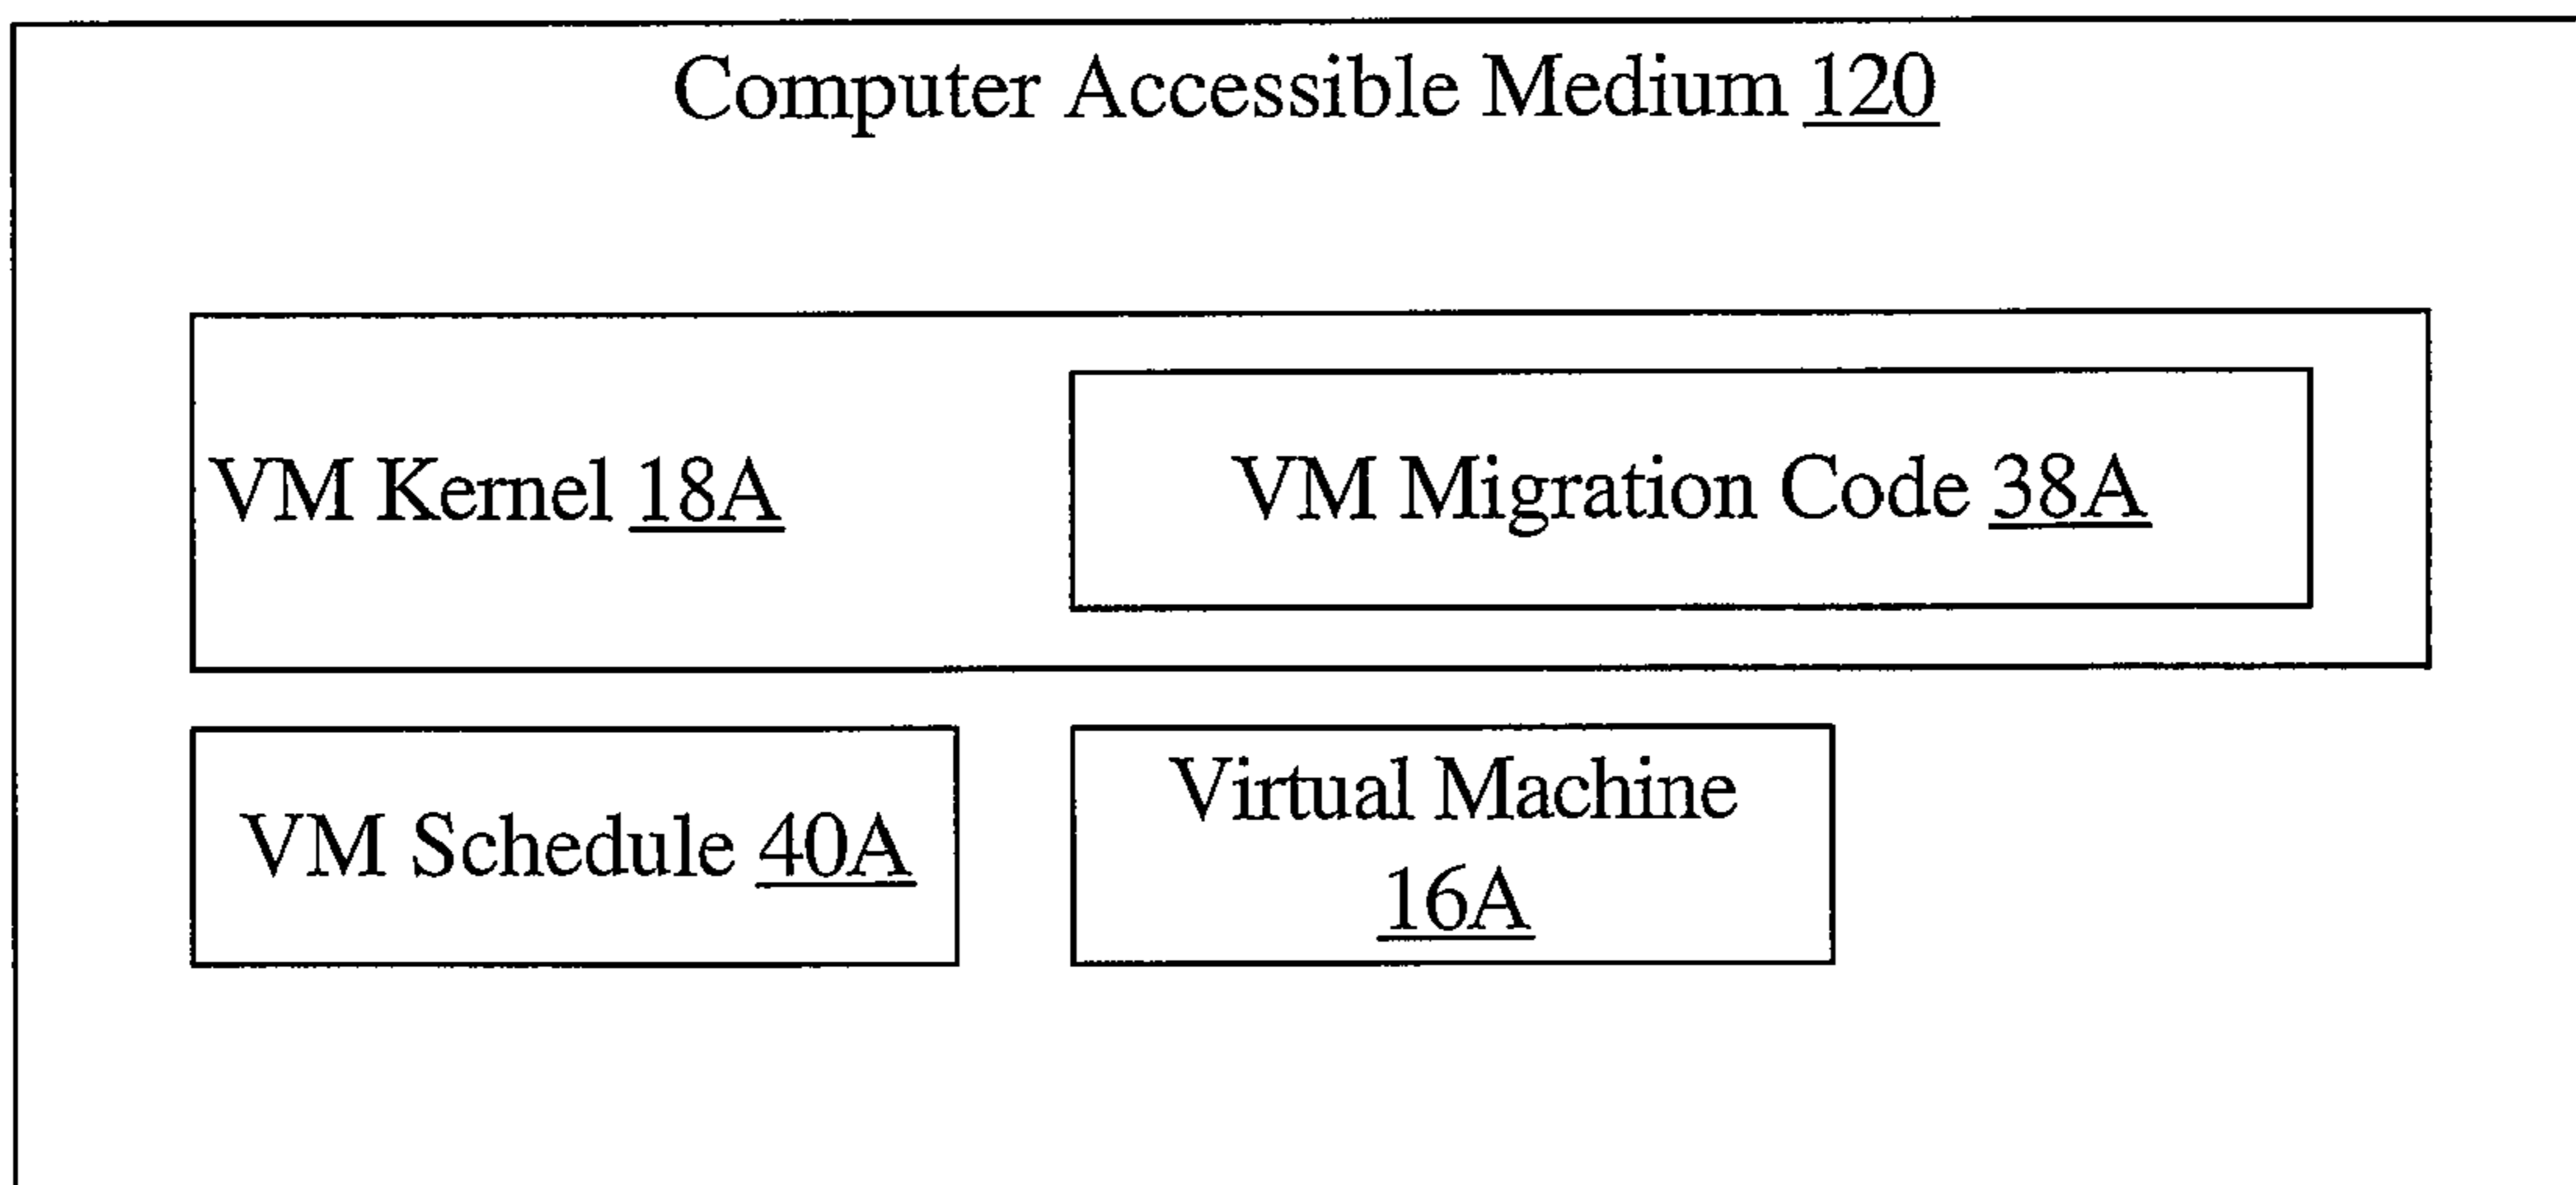 Computer Accessible Medium 120
VM Kernel 18A
VM Migration Code 38A
VM Schedule 40A
Virtual Machine
16A